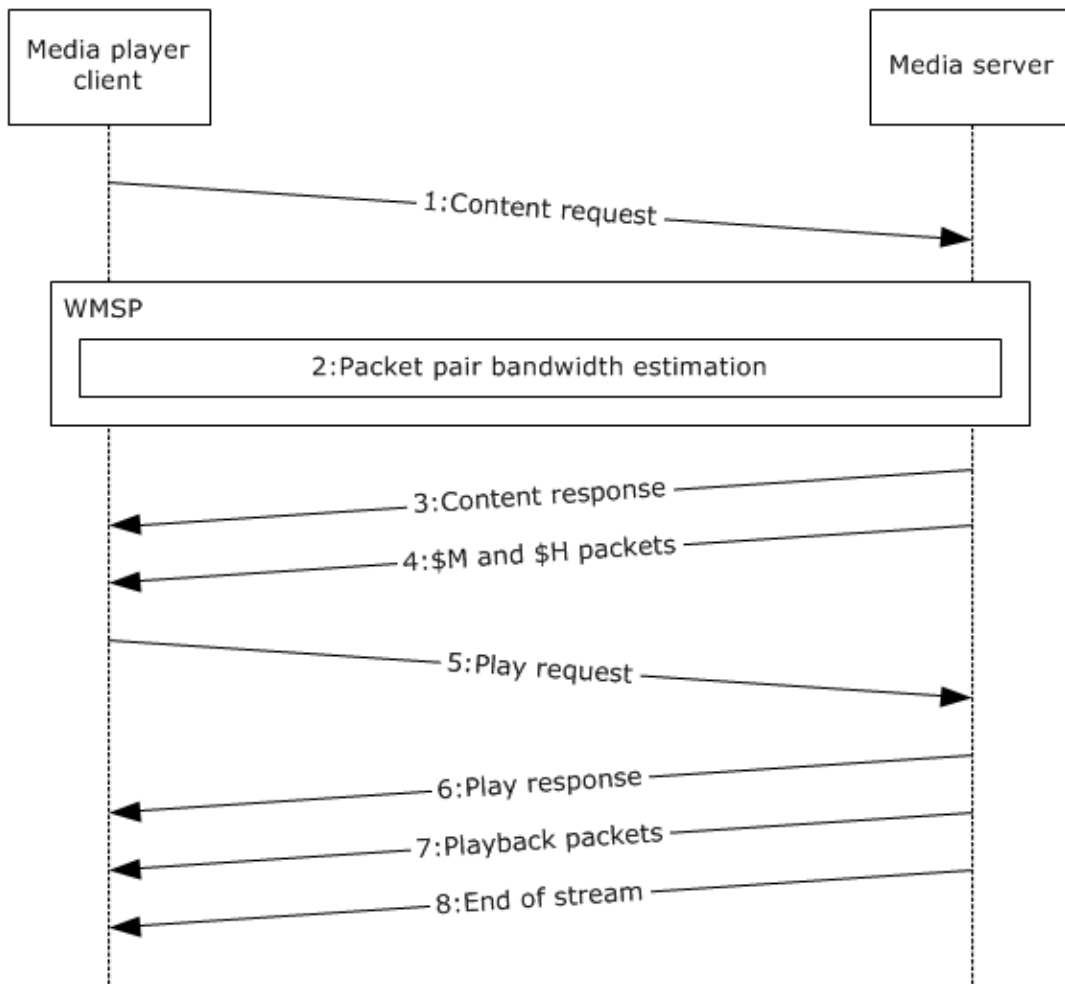 Media player
client
Media server
1:Content request
WMSP
2:Packet pair bandwidth estimation
3:Content response
4:$M and $H packets
5:Play request
6:Play response
7:Playback packets
8:End of stream